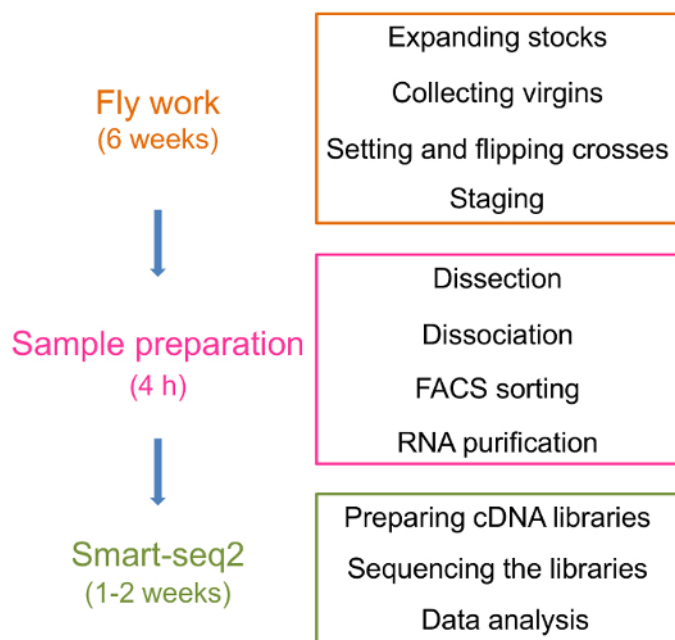 Fly work
(6 weeks)
Expanding stocks
Collecting virgins
Setting and flipping crosses
Staging
Sample preparation
(4 h)
Dissection
Dissociation
FACS sorting
RNA purification
Smart-seq2
(1-2 weeks)
Preparing cDNA libraries
Sequencing the libraries
Data analysis